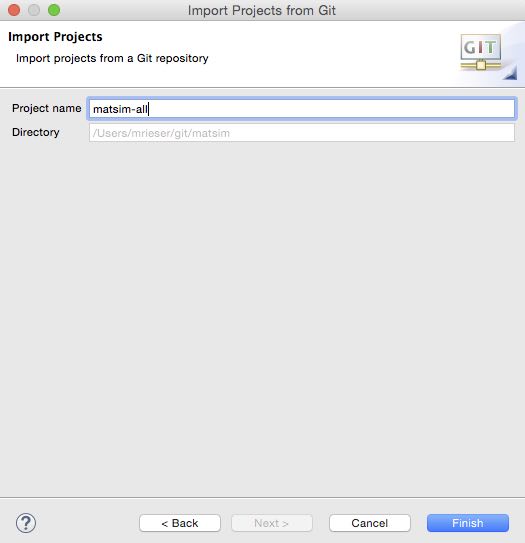 Import Projects from Git
Import Projects
Import projects from a Git repository
GIT
Project name matsim-all
Directory /Users/mrieser/git/matsim
? < Back Next > Cancel Finish